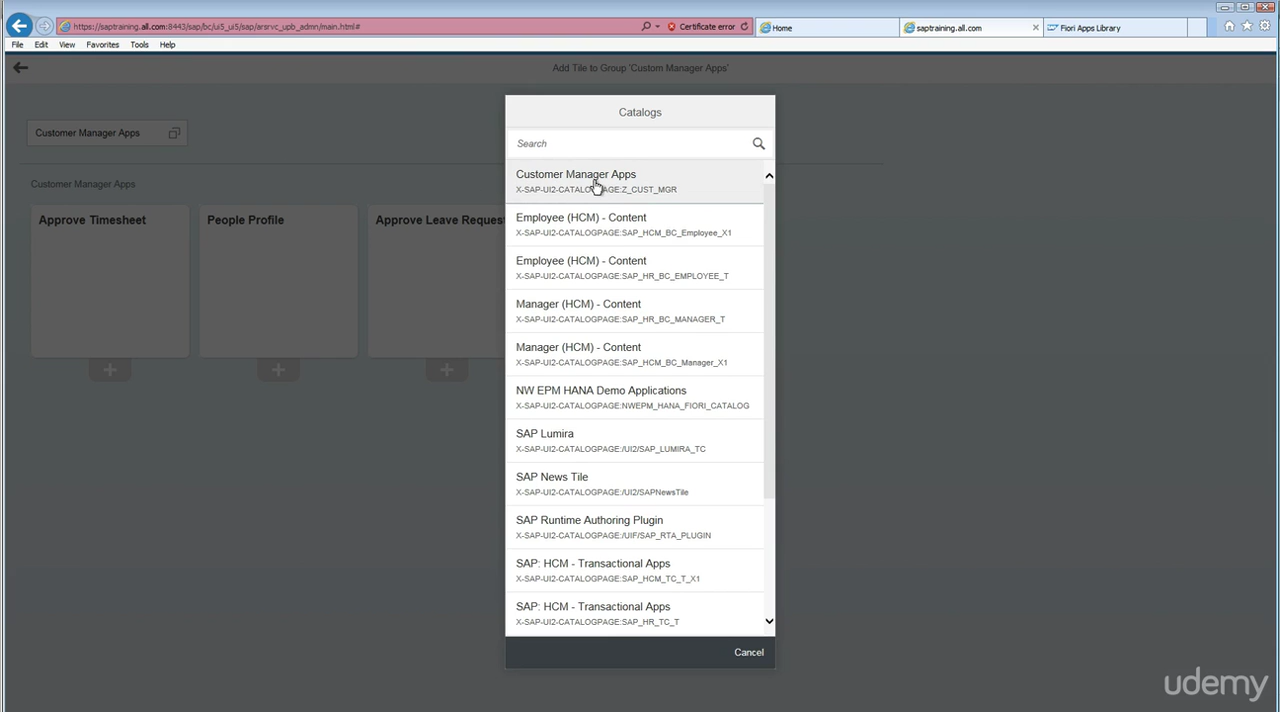 https://saptraining.all.com:8443/sap/bc/ui5_ui5/sap/arsrvc_upb_admn/main.html#
Certificate error
Home
saptraining.all.com
Fiori Apps Library
File Edit View Favorites Tools Help
Add Tile to Group 'Custom Manager Apps'
Customer Manager Apps
Customer Manager Apps
Approve Timesheet
People Profile
Approve Leave Reques
Catalogs
Search
Customer Manager Apps
X-SAP-UI2-CATALOGPAGE:Z_CUST_MGR
Employee (HCM) - Content
X-SAP-UI2-CATALOGPAGE:SAP_HCM_BC_Employee_X1
Employee (HCM) - Content
X-SAP-UI2-CATALOGPAGE:SAP_HR_BC_EMPLOYEE_T
Manager (HCM) - Content
X-SAP-UI2-CATALOGPAGE:SAP_HR_BC_MANAGER_T
Manager (HCM) - Content
X-SAP-UI2-CATALOGPAGE:SAP_HCM_BC_Manager_X1
NW EPM HANA Demo Applications
X-SAP-UI2-CATALOGPAGE:NWEPM_HANA_FIORI_CATALOG
SAP Lumira
X-SAP-UI2-CATALOGPAGE:/UI2/SAP_LUMIRA_TC
SAP News Tile
X-SAP-UI2-CATALOGPAGE:/UI2/SAPNewsTile
SAP Runtime Authoring Plugin
X-SAP-UI2-CATALOGPAGE:/UIF/SAP_RTA_PLUGIN
SAP: HCM - Transactional Apps
X-SAP-UI2-CATALOGPAGE:SAP_HCM_TC_T_X1
SAP: HCM - Transactional Apps
X-SAP-UI2-CATALOGPAGE:SAP_HR_TC_T
Cancel
udemy